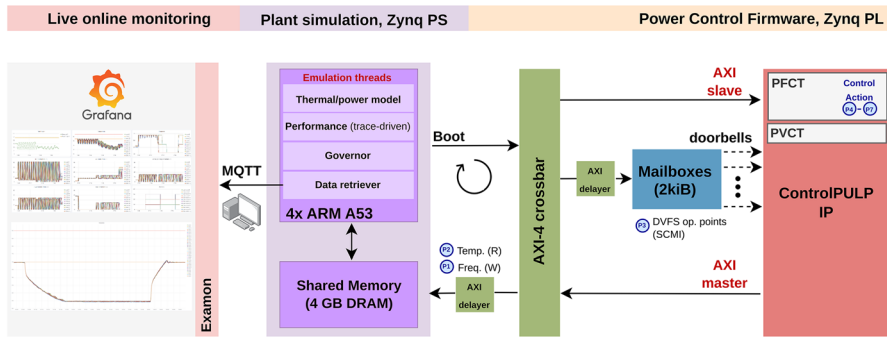 Live online monitoring
Plant simulation, Zynq PS
Power Control Firmware, Zynq PL
Grafana
Examon
MQTT
Emulation threads
Thermal/power model
Performance (trace-driven)
Governor
Data retriever
4x ARM A53
Shared Memory
(4 GB DRAM)
Boot
P2 Temp. (R)
P1 Freq. (W)
AXI
delayer
AXI-4 crossbar
AXI
slave
AXI
delayer
Mailboxes
(2kiB)
doorbells
P3 DVFS op. points
(SCMI)
AXI
master
PFCT
Control
Action
P4 - P7
PVCT
ControlPULP
IP